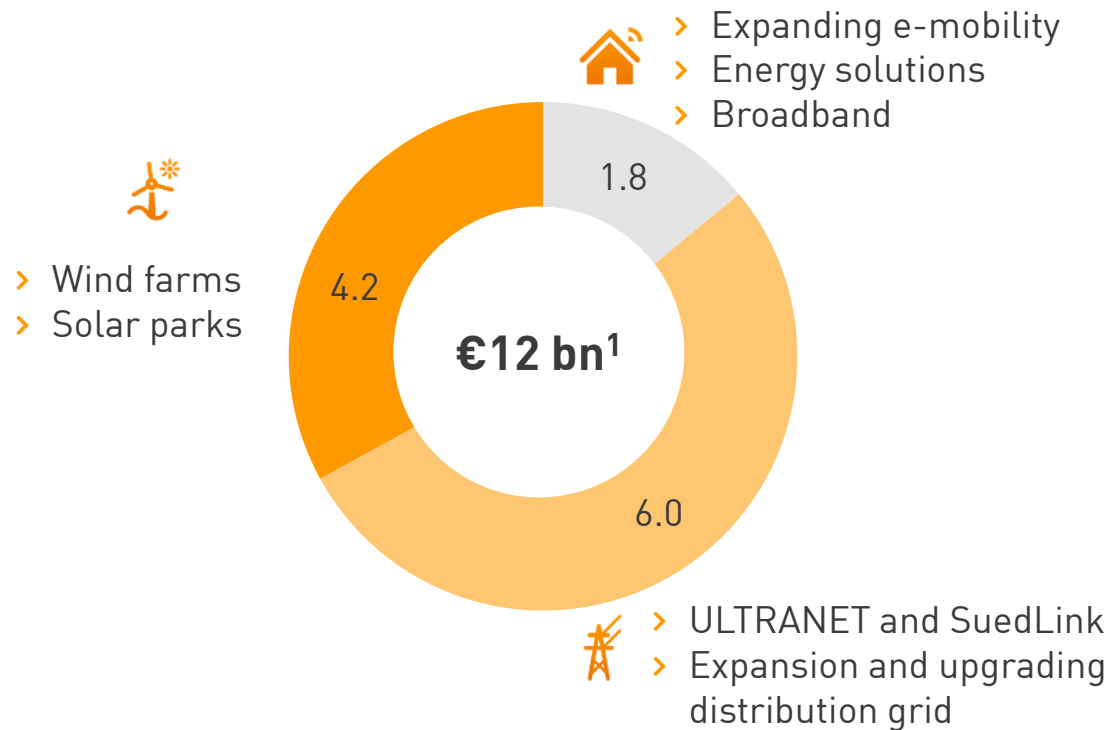 > Expanding e-mobility
> Energy solutions
> Broadband
1.8
> Wind farms
> Solar parks
4.2
€12 bn¹
6.0
> ULTRANET and SuedLink
> Expansion and upgrading
distribution grid